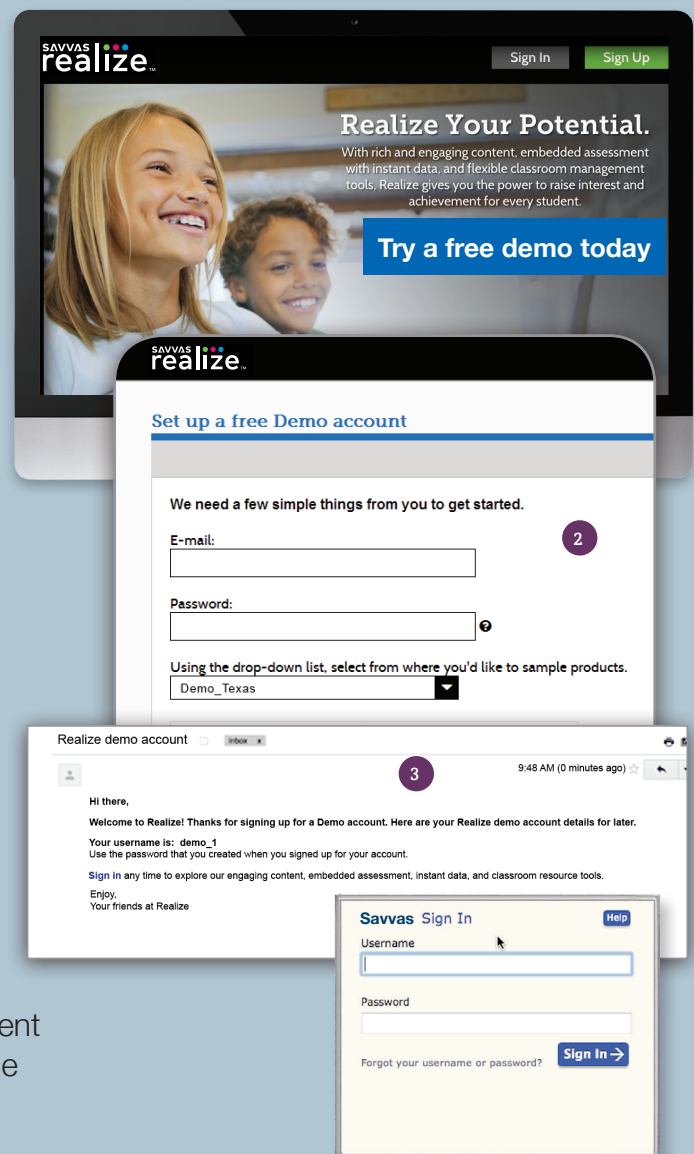 SAVVAS
realize™
Sign In
Sign Up
Realize Your Potential.
With rich and engaging content, embedded assessment
with instant data, and flexible classroom management
tools, Realize gives you the power to raise interest and
achievement for every student.
Try a free demo today
SAVVAS
realize™
Set up a free Demo account
We need a few simple things from you to get started.
2
E-mail:
Password:
?
Using the drop-down list, select from where you'd like to sample products.
Demo_Texas
Realize demo account
Inbox x
3
9:48 AM (0 minutes ago)
Hi there,
Welcome to Realize! Thanks for signing up for a Demo account. Here are your Realize demo account details for later.
Your username is: demo_1
Use the password that you created when you signed up for your account.
Sign in any time to explore our engaging content, embedded assessment, instant data, and classroom resource tools.
Enjoy,
Your friends at Realize
Savvas Sign In
Help
Username
Password
Forgot your username or password?
Sign In →
ent
e